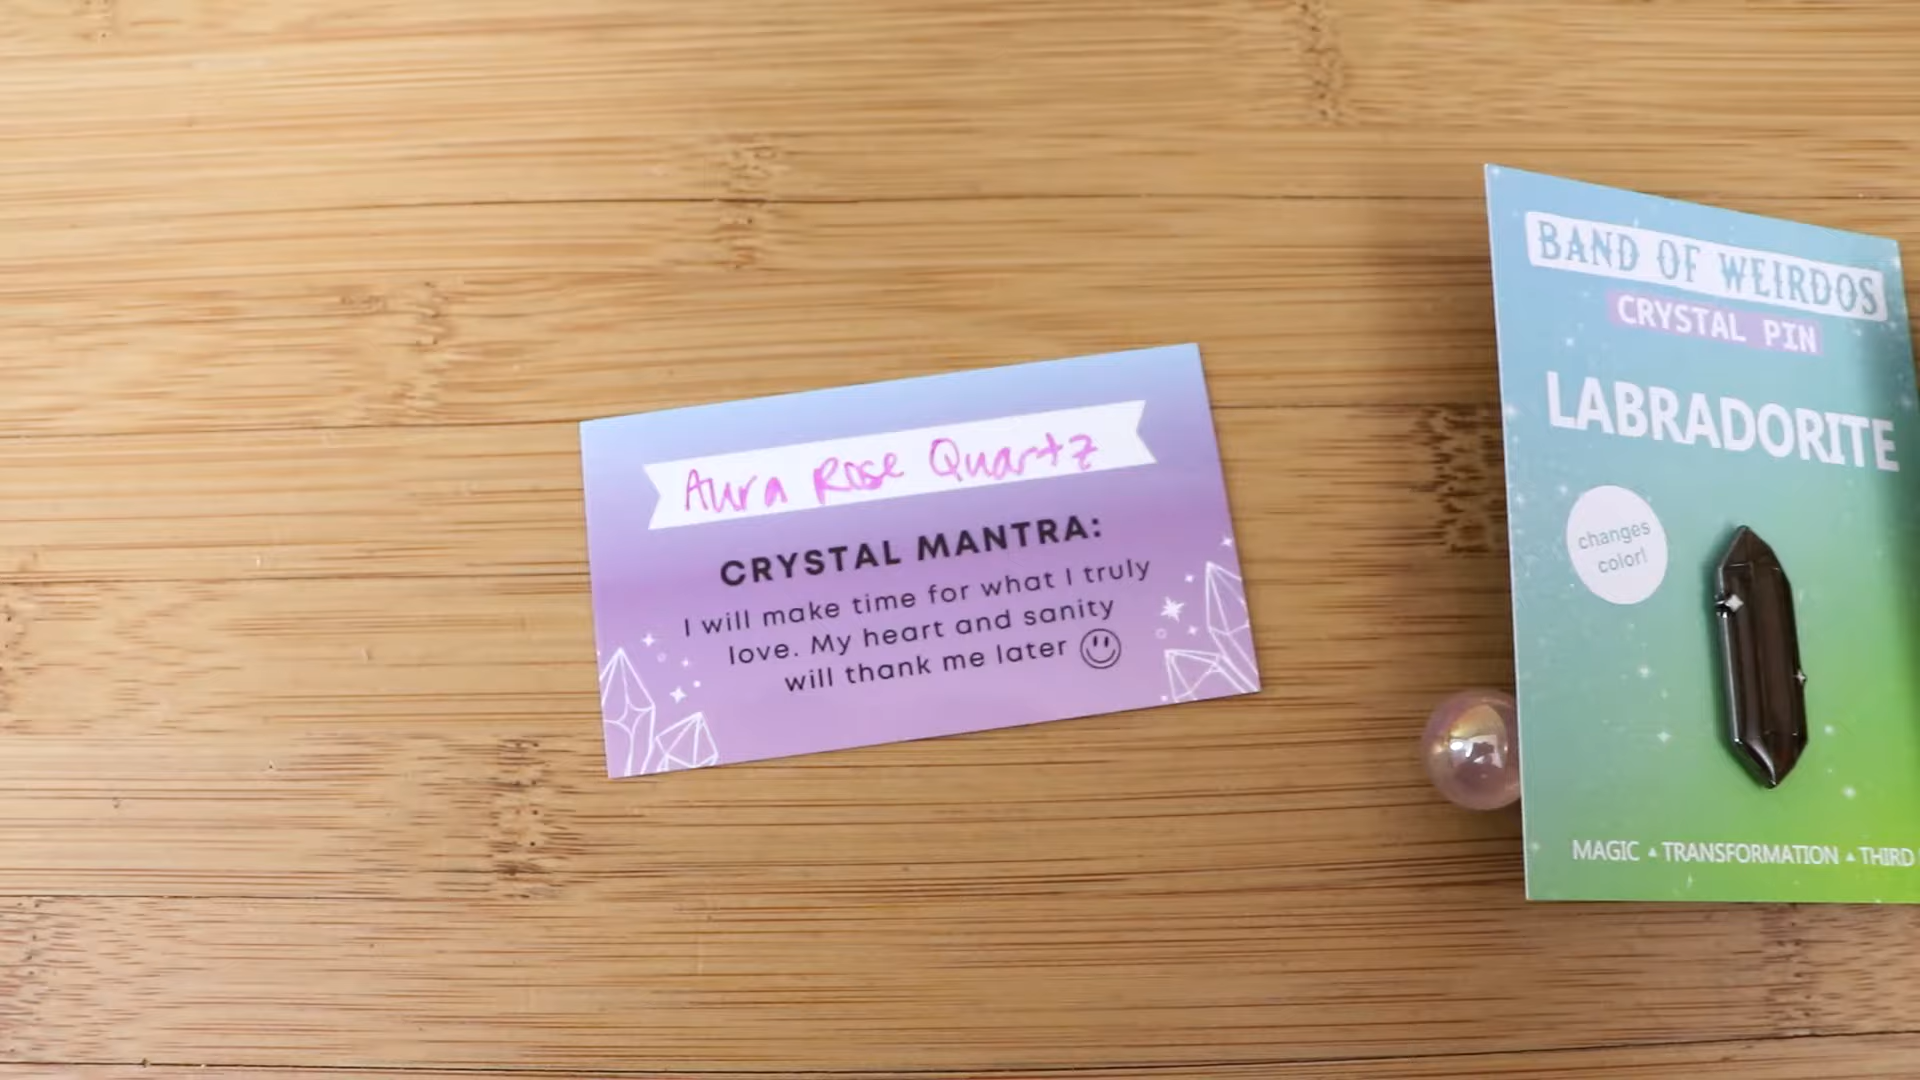 Aura Rose Quartz
CRYSTAL MANTRA:
I will make time for what I truly
love. My heart and sanity
will thank me later
BAND OF WEIRDOS
CRYSTAL PIN
LABRADORITE
changes
color!
MAGIC ▲ TRANSFORMATION ▲ THIRD